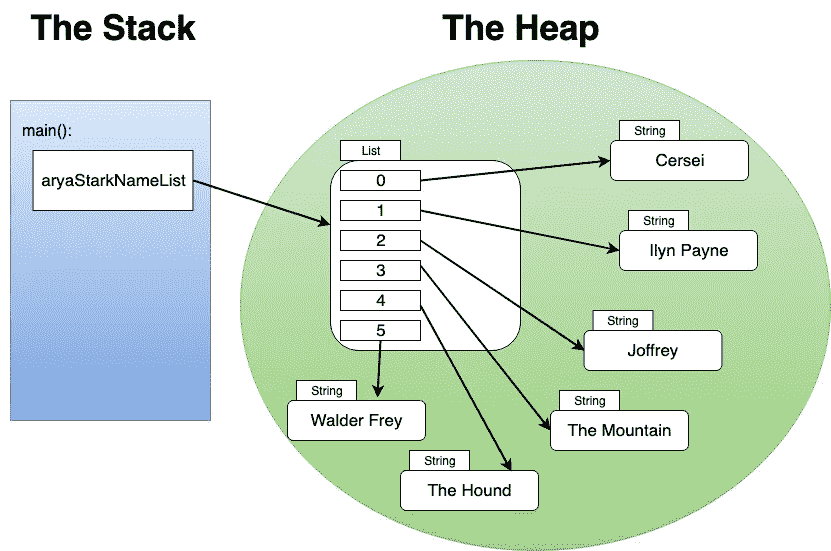 The Stack
The Heap
main():
aryaStarkNameList
List
0
1
2
3
4
5
String
Cersei
String
Ilyn Payne
String
Joffrey
String
The Mountain
String
The Hound
String
Walder Frey